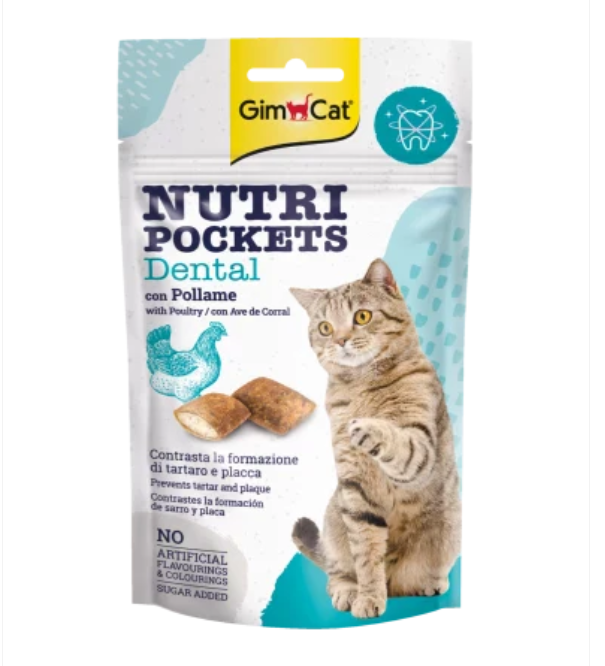 GimCat®
NUTRI
POCKETS
Dental
con Pollame
with Poultry / con Ave de Corral
Contrasta la formazione
di tartaro e placca
Prevents tartar and plaque
Contrastes la formación
de sarro y placa
NO
ARTIFICIAL
FLAVOURINGS
& COLOURINGS
SUGAR ADDED